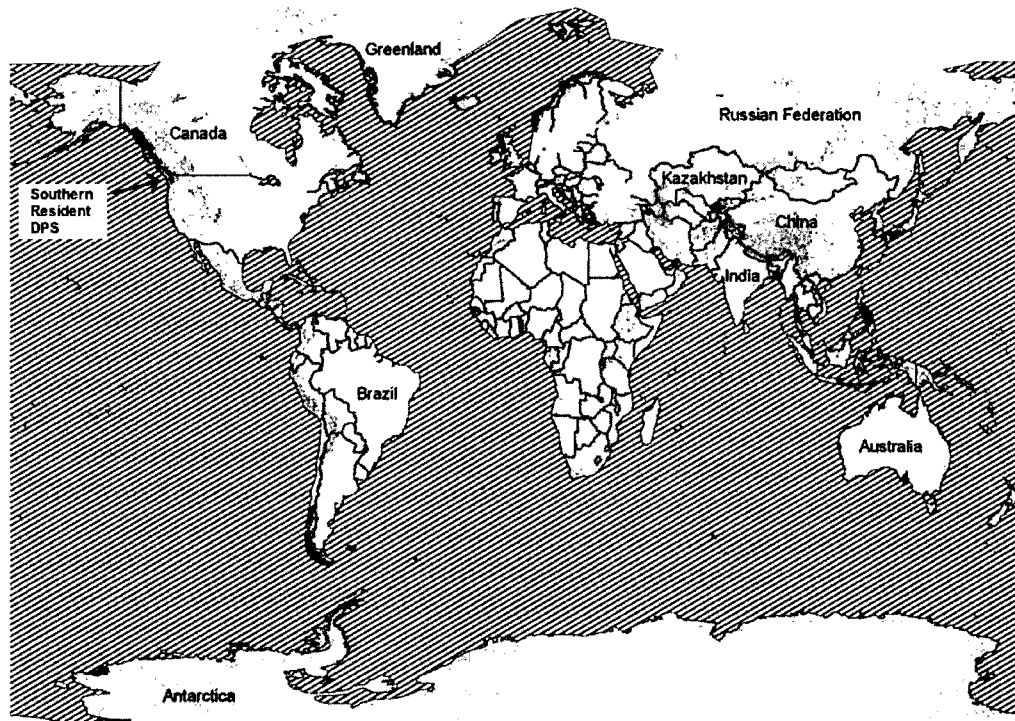 Greenland
Russian Federation
Canada
Kazakhstan
Southern
Resident
DPS
China
India
Brazil
Australia
Antarctica